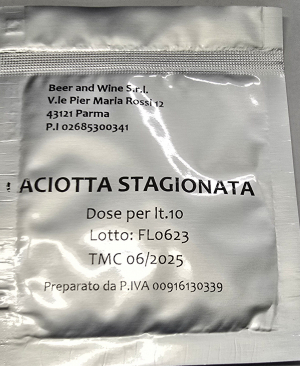 Beer and Wine S.r.l.
V.le Pier Maria Rossi 12
43121 Parma
P.I 02685300341
ACIOTTA STAGIONATA
Dose per lt.10
Lotto: FL0623
TMC 06/2025
Preparato da P.IVA 00916130339